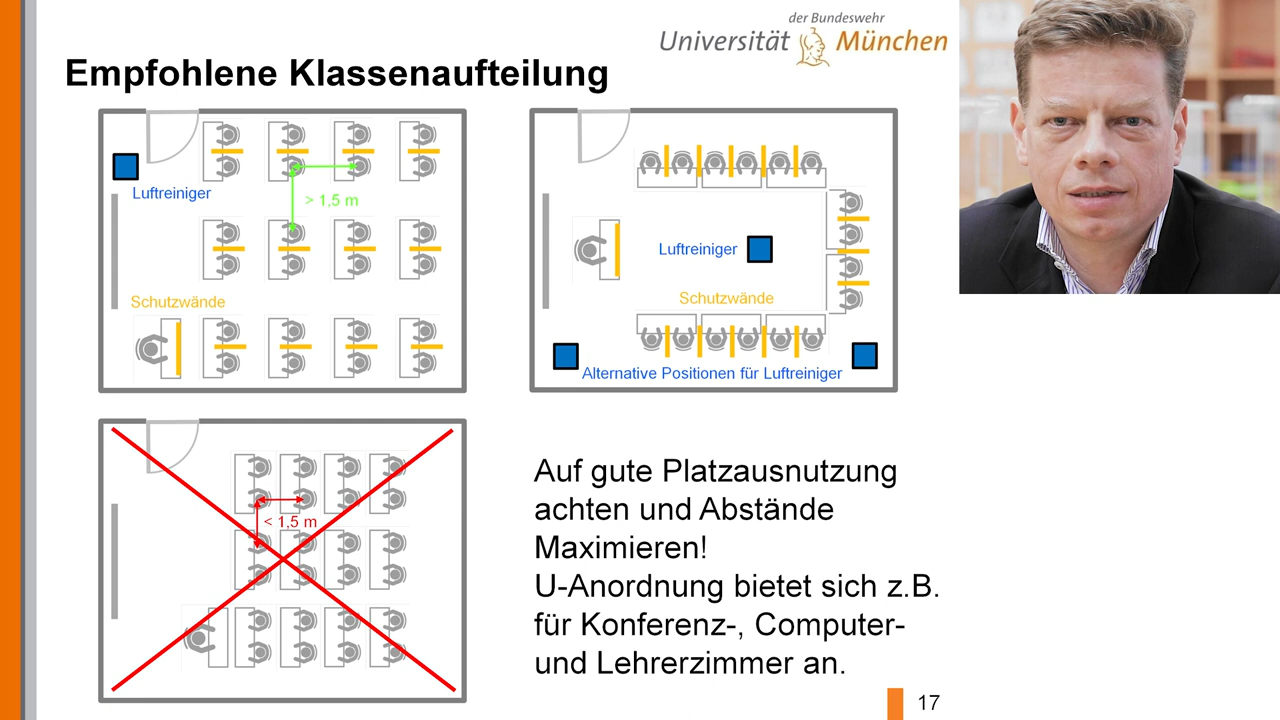 der Bundeswehr
Universität München
Empfohlene Klassenaufteilung
Luftreiniger
> 1,5 m
Schutzwände
Luftreiniger
Schutzwände
Alternative Positionen für Luftreiniger
< 1,5 m
Auf gute Platzausnutzung
achten und Abstände
Maximieren!
U-Anordnung bietet sich z.B.
für Konferenz-, Computer-
und Lehrerzimmer an.
17